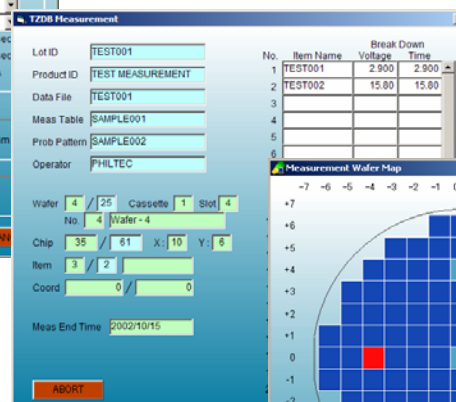 TZDB Measurement
Lot ID TEST001
Product ID TEST MEASUREMENT
Data File TEST001
Meas Table SAMPLE001
Prob Pattern SAMPLE002
Operator PHILTEC
Wafer 4 / 25 Cassette 1 Slot 4
No. 4 Wafer - 4
Chip 35 / 61 X: 10 Y: 6
Item 3 / 2
Coord 0 / 0
Meas End Time 2002/10/15
ABORT
Break Down
No. Item Name Voltage Time
1 TEST001 2.900 2.900
2 TEST002 15.80 15.80
3
4
5
6
Measurement Wafer Map
-7 -6 -5 -4 -3 -2 -1
+7
+6
+5
+4
+3
+2
+1
0
-1
-2